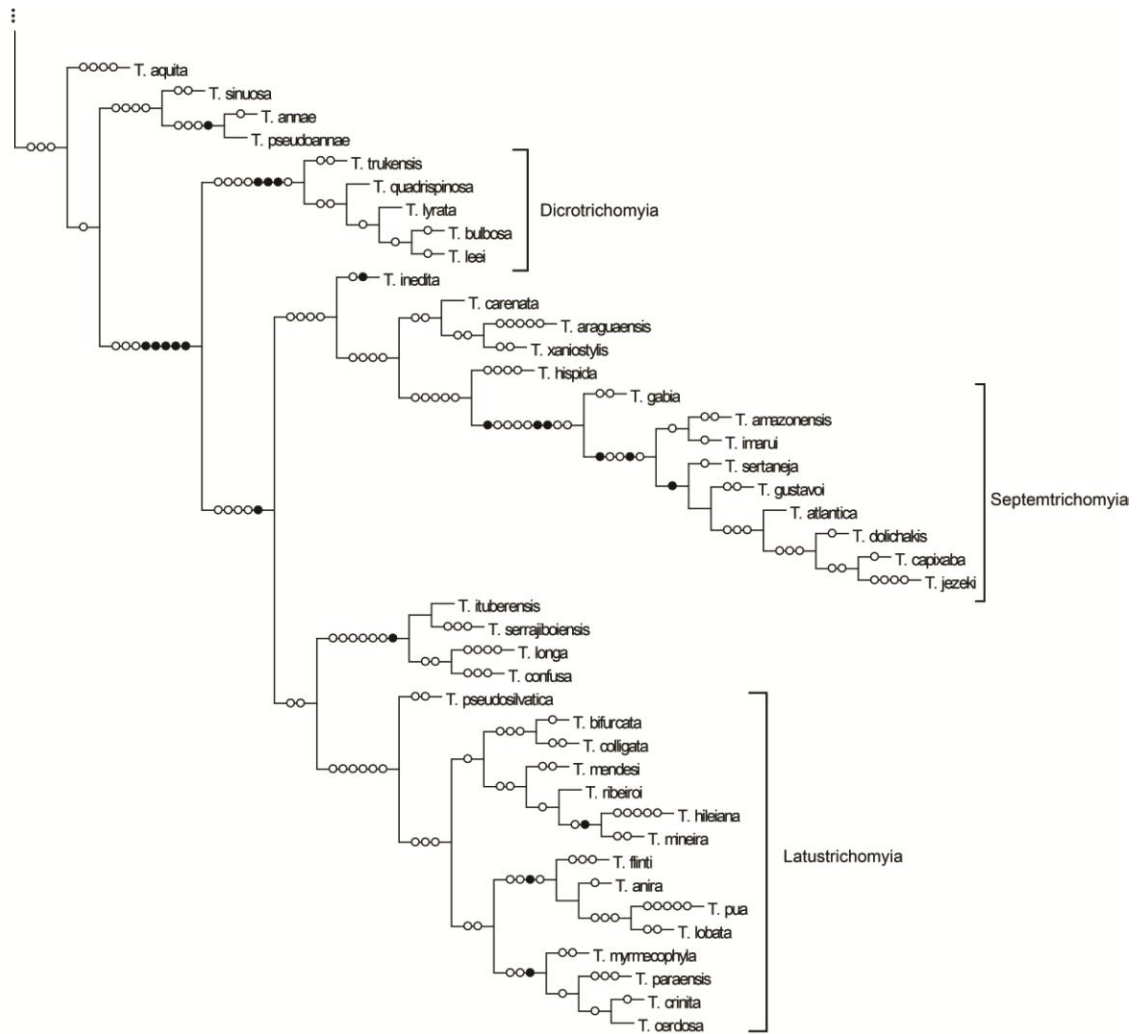 T. aquita
T. sinuosa
T. annae
T. pseudoannae
T. trukensis
T. quadrispinosa
T. lyrata
Dicrotrichomyia
T. bulbosa
T. leei
T. inedita
T. carenata
T. araguaensis
T. xaniostylis
T. hispida
T. gabia
T. amazonensis
T. imarui
T. sertaneja
T. gustavoi
Septemtrichomyia
T. atlantica
T. dolichakis
T. capixaba
T. jezeki
T. ituberensis
T. serrajiboiensis
T. longa
T. confusa
T. pseudosilvatica
T. bifurcata
T. colligata
T. mendesi
T. ribeiroi
T. hileiana
T. mineira
Latustrichomyia
T. flinti
T. anira
T. pua
T. lobata
T. myrmecophyla
T. paraensis
T. crinita
T. cerdosa